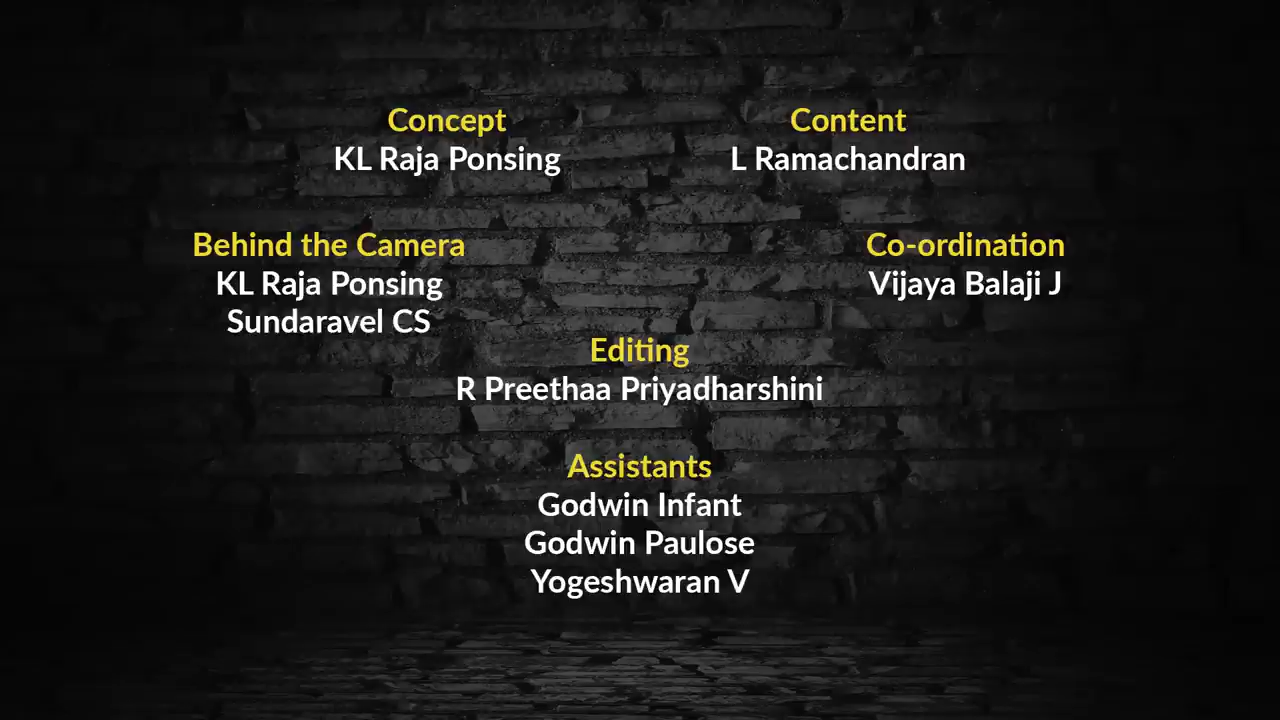 Concept
KL Raja Ponsing
Content
L Ramachandran
Behind the Camera
KL Raja Ponsing
Sundaravel CS
Co-ordination
Vijaya Balaji J
Editing
R Preethaa Priyadharshini
Assistants
Godwin Infant
Godwin Paulose
Yogeshwaran V